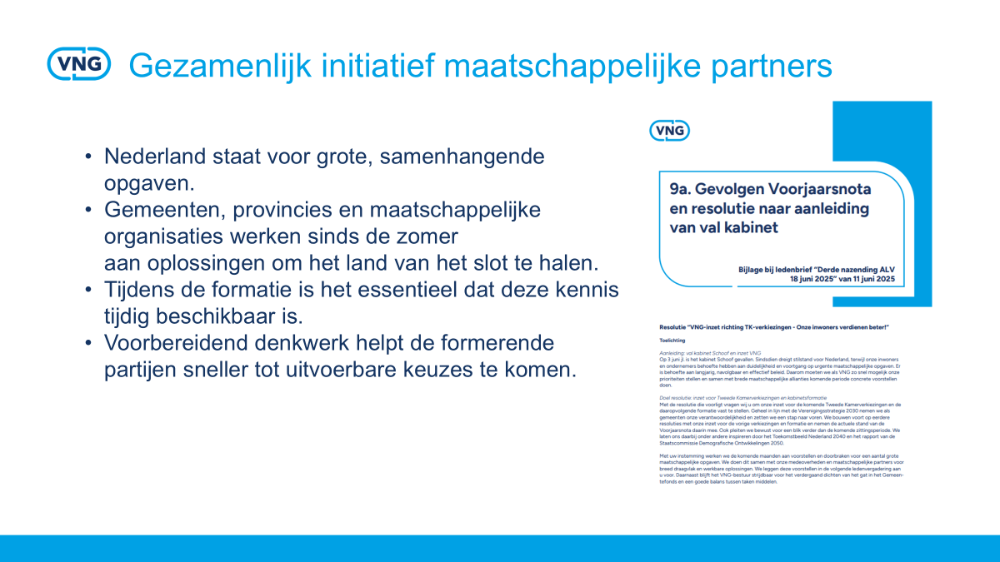 VNG
Gezamenlijk initiatief maatschappelijke partners
• Nederland staat voor grote, samenhangende
opgaven.
• Gemeenten, provincies en maatschappelijke
organisaties werken sinds de zomer
aan oplossingen om het land van het slot te halen.
• Tijdens de formatie is het essentieel dat deze kennis
tijdig beschikbaar is.
• Voorbereidend denkwerk helpt de formerende
partijen sneller tot uitvoerbare keuzes te komen.
VNG
9a. Gevolgen Voorjaarsnota
en resolutie naar aanleiding
van val kabinet
Bijlage bij ledenbrief “Derde nazending ALV
18 juni 2025” van 11 juni 2025
Resolutie “VNG-inzet richting TK-verkiezingen - Onze inwoners verdienen beter!”
Toelichting
Aanleiding: val kabinet Schoof en inzet VNG
Op 3 juni jl. is het kabinet Schoof gevallen. Sindsdien dreigt stilstand voor Nederland, terwijl onze inwoners
en ondernemers behoefte hebben aan duidelijkheid en voortgang op urgente maatschappelijke opgaven. Er
is behoefte aan langjarig, navolgbaar en effectief beleid. Daarom moeten we als VNG zo snel mogelijk onze
prioriteiten stellen en samen met brede maatschappelijke allianties komende periode concrete voorstellen
doen.
Doel resolutie: inzet voor Tweede Kamerverkiezingen en kabinetsformatie
Met de resolutie die voorligt vragen wij u om onze inzet voor de komende Tweede Kamerverkiezingen en de
daaropvolgende formatie vast te stellen. Geheel in lijn met de Verenigingsstrategie 2030 nemen we als
gemeenten onze verantwoordelijkheid en zetten we een stap naar voren. We bouwen voort op eerdere
resoluties met onze inzet voor de vorige verkiezingen en formatie en nemen de actuele stand van de
Voorjaarsnota daarin mee. Ook pleiten we bewust voor een blik verder dan de komende zittingsperiode. We
laten ons daarbij onder andere inspireren door het Toekomstbeeld Nederland 2040 en het rapport van de
Staatscommissie Demografische Ontwikkelingen 2050.
Met uw instemming werken we de komende maanden aan voorstellen en doorbraken voor een aantal grote
maatschappelijke opgaven. We doen dit samen met onze medeoverheden en maatschappelijke partners voor
breed draagvlak en werkbare oplossingen. We leggen deze voorstellen in de volgende ledenvergadering aan
u voor. Daarnaast blijft het VNG-bestuur strijdbaar voor het verdergaand dichten van het gat in het Gemeen-
tefonds en een goede balans tussen taken middelen.